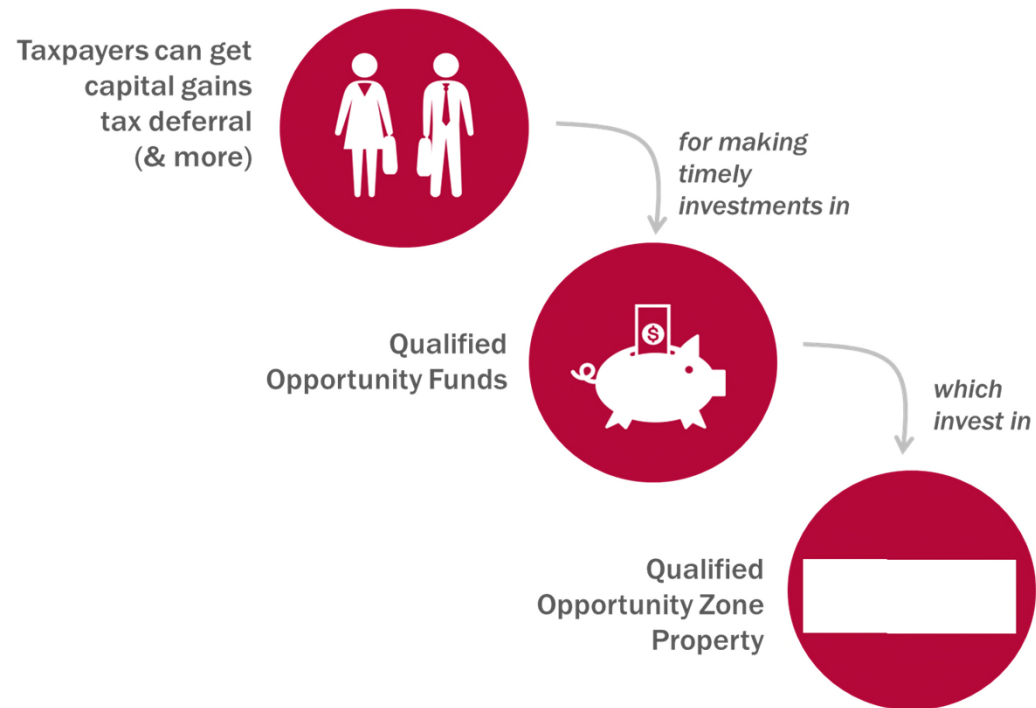 Taxpayers can get
capital gains
tax deferral
(& more)
for making
timely
investments in
$
Qualified
Opportunity Funds
which
invest in
Qualified
Opportunity Zone
Property